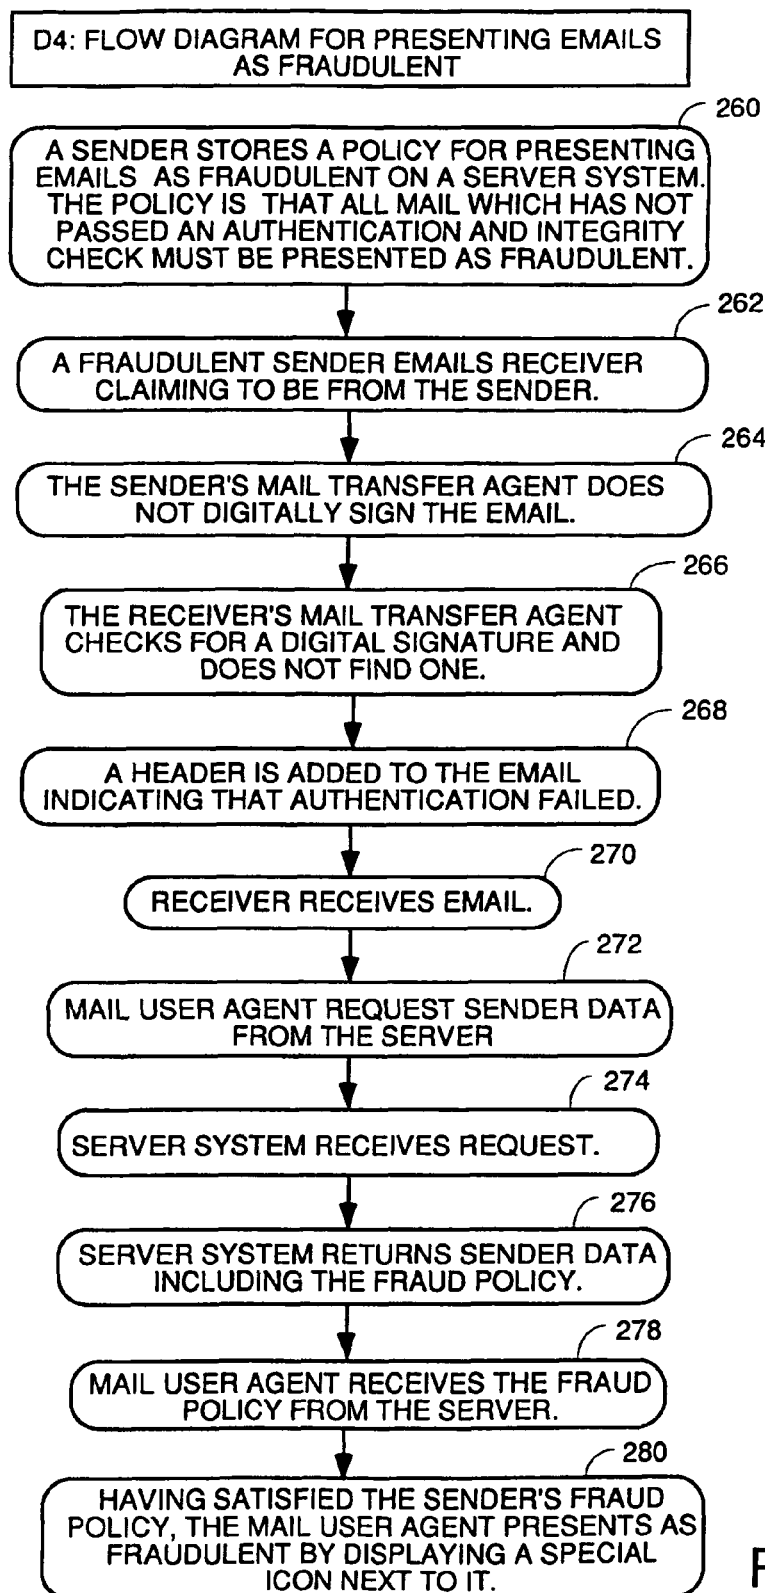 D4: FLOW DIAGRAM FOR PRESENTING EMAILS
AS FRAUDULENT
260
A SENDER STORES A POLICY FOR PRESENTING
EMAILS AS FRAUDULENT ON A SERVER SYSTEM.
THE POLICY IS THAT ALL MAIL WHICH HAS NOT
PASSED AN AUTHENTICATION AND INTEGRITY
CHECK MUST BE PRESENTED AS FRAUDULENT.
262
A FRAUDULENT SENDER EMAILS RECEIVER
CLAIMING TO BE FROM THE SENDER.
264
THE SENDER'S MAIL TRANSFER AGENT DOES
NOT DIGITALLY SIGN THE EMAIL.
266
THE RECEIVER'S MAIL TRANSFER AGENT
CHECKS FOR A DIGITAL SIGNATURE AND
DOES NOT FIND ONE.
268
A HEADER IS ADDED TO THE EMAIL
INDICATING THAT AUTHENTICATION FAILED.
270
RECEIVER RECEIVES EMAIL.
272
MAIL USER AGENT REQUEST SENDER DATA
FROM THE SERVER
274
SERVER SYSTEM RECEIVES REQUEST.
276
SERVER SYSTEM RETURNS SENDER DATA
INCLUDING THE FRAUD POLICY.
278
MAIL USER AGENT RECEIVES THE FRAUD
POLICY FROM THE SERVER.
280
HAVING SATISFIED THE SENDER'S FRAUD
POLICY, THE MAIL USER AGENT PRESENTS AS
FRAUDULENT BY DISPLAYING A SPECIAL
ICON NEXT TO IT.